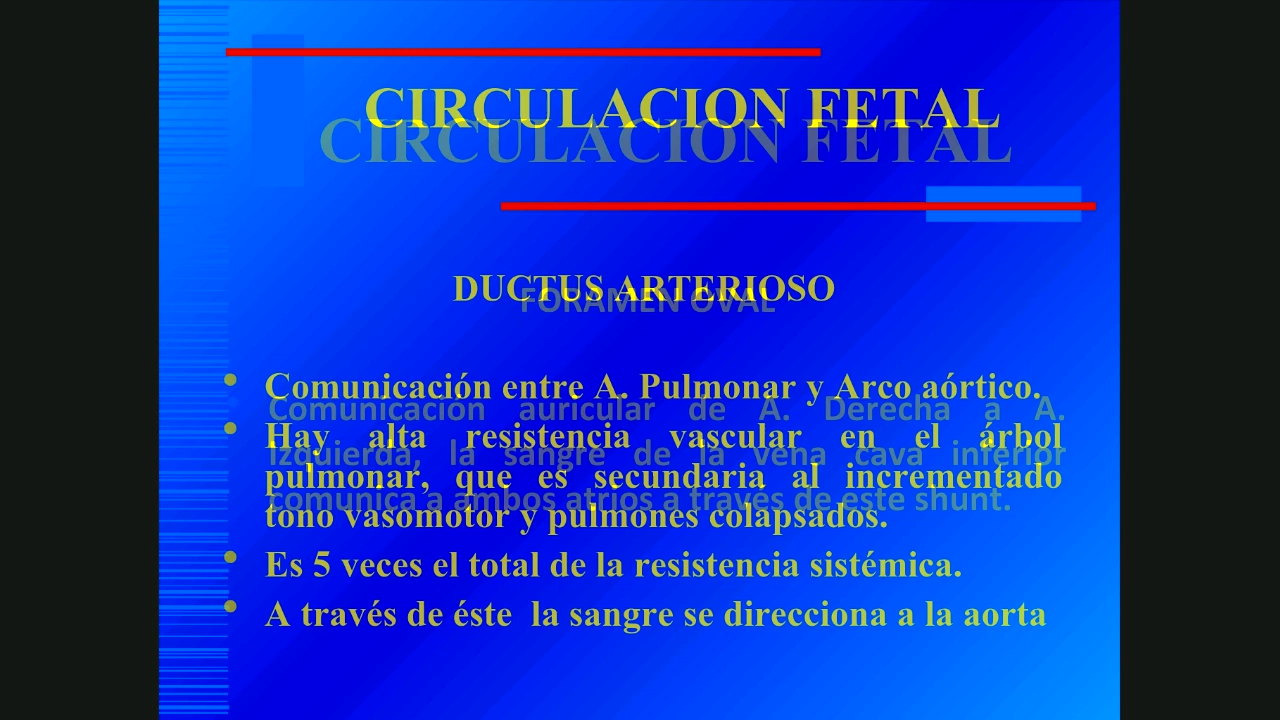 CIRCULACION FETAL
CIRCULACION FETAL
DUCTUS ARTERIOSO
FORAMEN OVAL
• Comunicación entre A. Pulmonar y Arco aórtico.
• Hay alta resistencia vascular en el árbol
pulmonar, que es secundaria al incrementado
tono vasomotor y pulmones colapsados.
• Es 5 veces el total de la resistencia sistémica.
• A través de éste la sangre se direcciona a la aorta
Comunicación auricular de A. Derecha a A.
Izquierda, la sangre de la vena cava inferior
comunica a ambos atrios a través de este shunt.